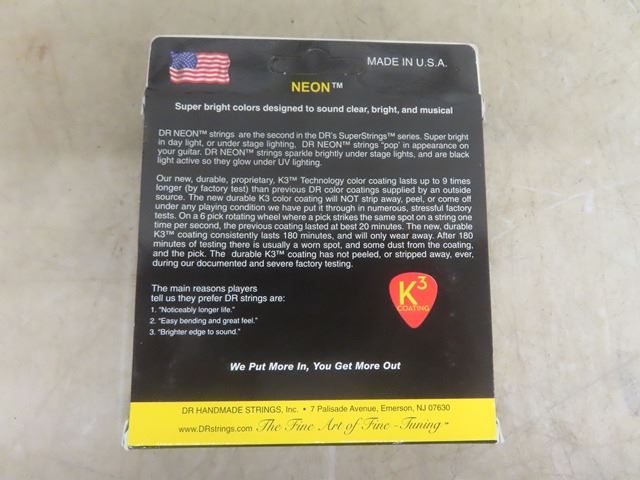 MADE IN U.S.A.
NEON™
Super bright colors designed to sound clear, bright, and musical
DR NEON™ strings are the second in the DR's SuperStrings™ series. Super bright
in day light, or under stage lighting, DR NEON™ strings "pop' in appearance on
your guitar. DR NEON™ strings sparkle brightly under stage lights, and are black
light active so they glow under UV lighting.
Our new, durable, proprietary, K3™ Technology color coating lasts up to 9 times
longer (by factory test) than previous DR color coatings supplied by an outside
source. The new durable K3 color coating will NOT strip away, peel, or come off
under any playing condition we have put it through in numerous, stressful factory
tests. On a 6 pick rotating wheel where a pick strikes the same spot on a string one
time per second, the previous coating lasted at best 20 minutes. The new, durable
K3™ coating consistently lasts 180 minutes, and will only wear away. After 180
minutes of testing there is usually a worn spot, and some dust from the coating,
and the pick. The durable K3™ coating has not peeled, or stripped away, ever,
during our documented and severe factory testing.
The main reasons players
tell us they prefer DR strings are:
1. "Noticeably longer life."
2. "Easy bending and great feel."
3. "Brighter edge to sound."
K3
COATING
We Put More In, You Get More Out
DR HANDMADE STRINGS, Inc. • 7 Palisade Avenue, Emerson, NJ 07630
www.DRstrings.com The Fine Art of Fine-Tuning™